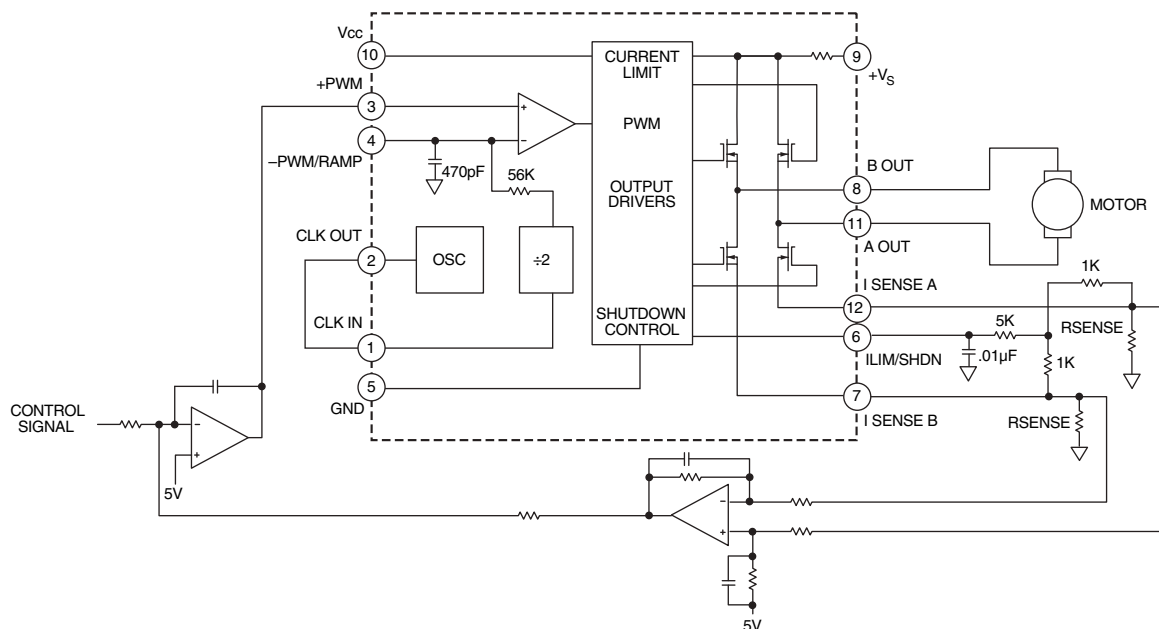 Vcc
10
+PWM
3
4
–PWM/RAMP
470pF
56K
CLK OUT
2
OSC
÷2
CLK IN
1
5
GND
CURRENT
LIMIT
PWM
OUTPUT
DRIVERS
SHUTDOWN
CONTROL
9
+VS
B OUT
8
11
A OUT
MOTOR
I SENSE A
12
1K
5K
RSENSE
6
ILIM/SHDN
.01µF
1K
7
I SENSE B
RSENSE
CONTROL
SIGNAL
–
+
5V
–
+
5V
+
–